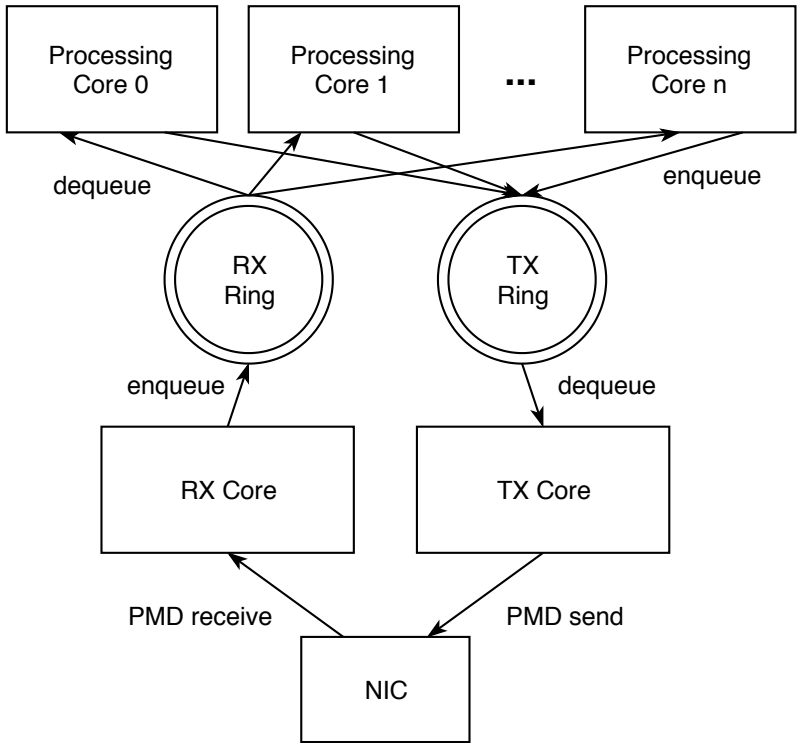 Processing
Core 0
Processing
Core 1
...
Processing
Core n
dequeue
enqueue
RX
Ring
TX
Ring
enqueue
dequeue
RX Core
TX Core
PMD receive
PMD send
NIC